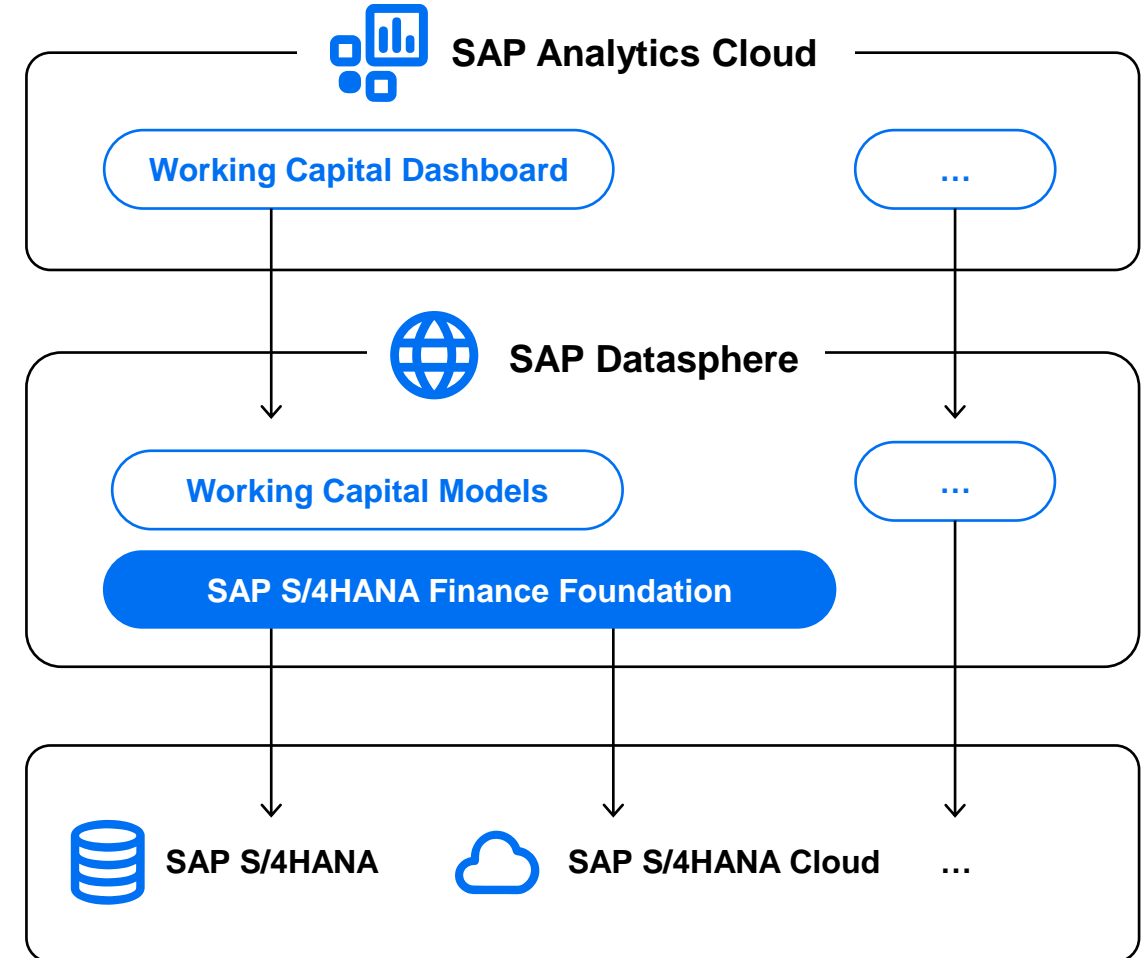 SAP Analytics Cloud
Working Capital Dashboard
…
SAP Datasphere
Working Capital Models
…
SAP S/4HANA Finance Foundation
SAP S/4HANA
SAP S/4HANA Cloud
…